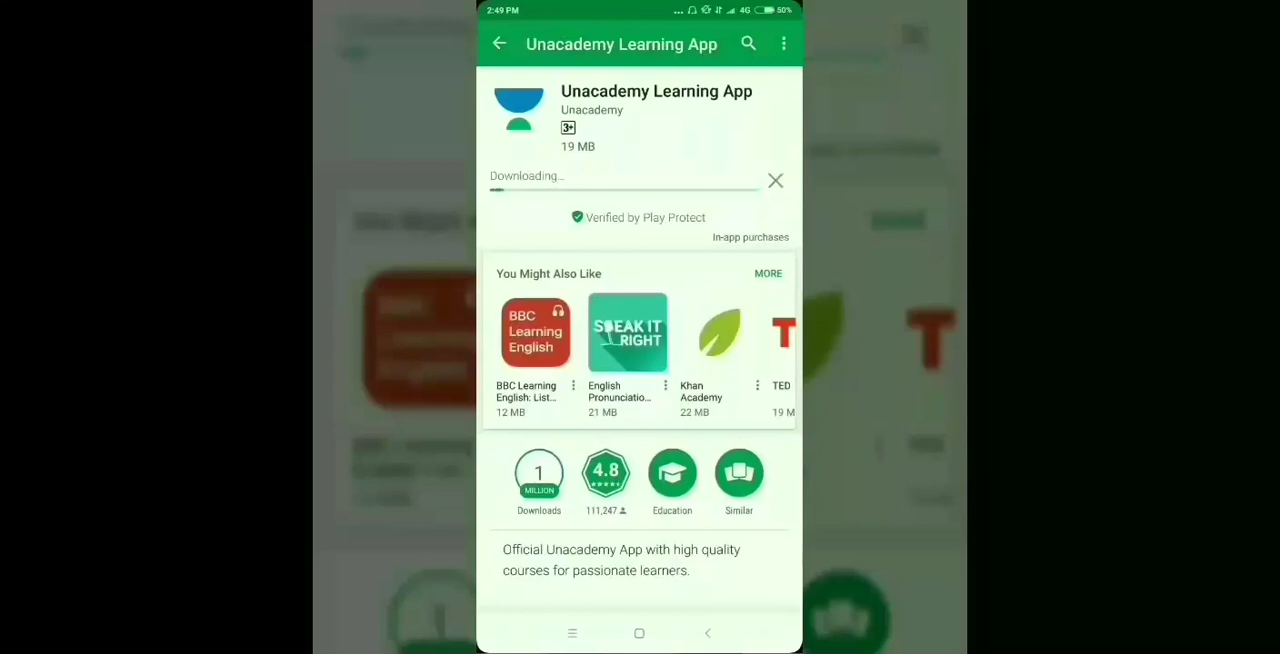 2:49 PM
... 4G 50%
Unacademy Learning App
Unacademy Learning App
Unacademy
3+
19 MB
Downloading...
Verified by Play Protect
In-app purchases
You Might Also Like
MORE
BBC
Learning
English
SPEAK IT
RIGHT
T
BBC Learning
English: List...
12 MB
English
Pronunciatio...
21 MB
Khan
Academy
22 MB
TED
19 M
1
MILLION
Downloads
4.8
111,247
Education
Similar
Official Unacademy App with high quality
courses for passionate learners.